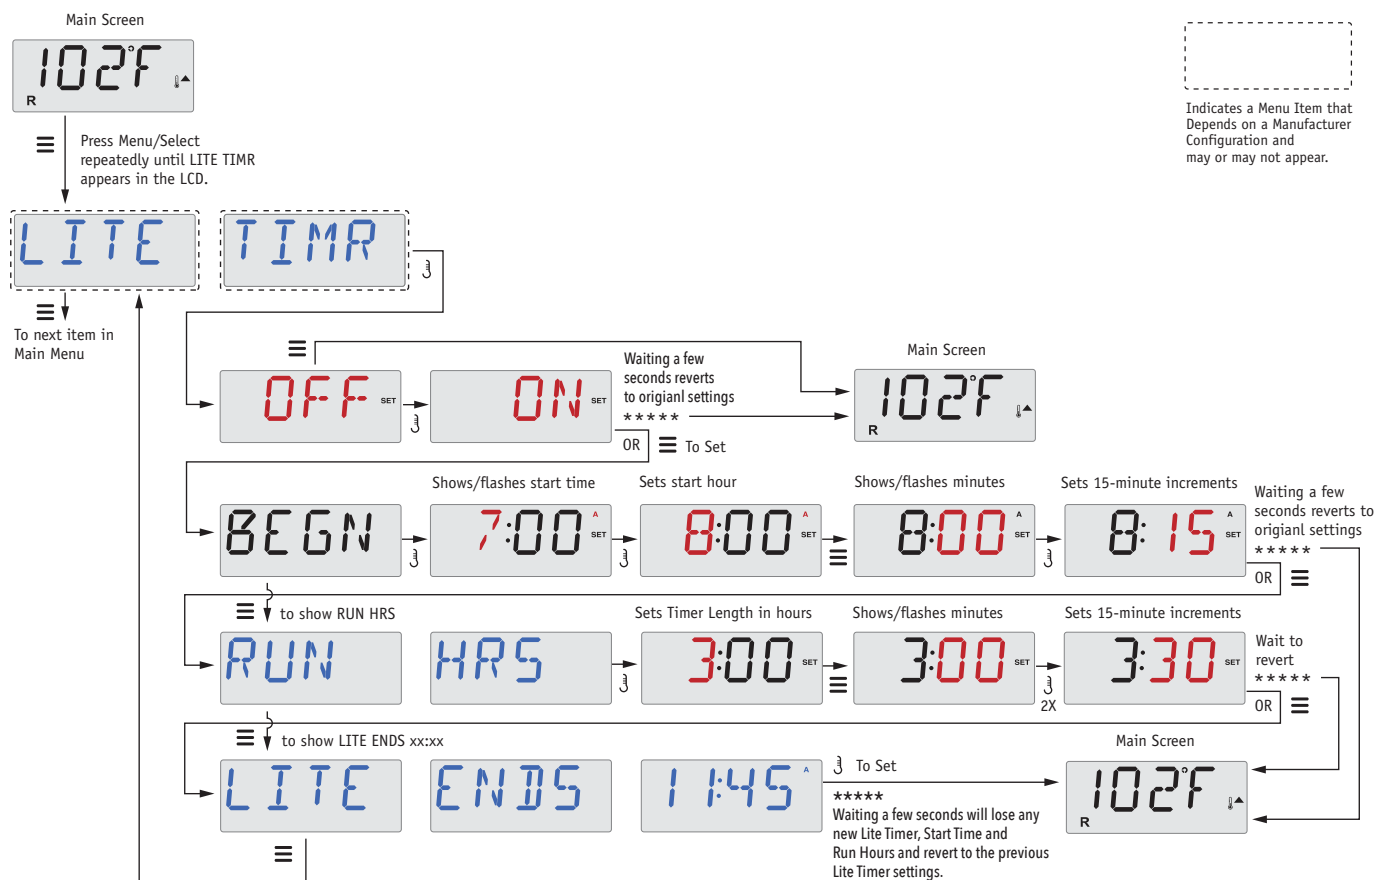 Main Screen
102°F
R
Press Menu/Select
repeatedly until LITE TIMR
appears in the LCD.
Indicates a Menu Item that
Depends on a Manufacturer
Configuration and
may or may not appear.
LITE TIMR
To next item in
Main Menu
OFF SET
ON SET
Waiting a few
seconds reverts
to origianl settings
*****
OR To Set
Main Screen
102°F
R
BEGN
Shows/flashes start time
7:00 A SET
Sets start hour
8:00 A SET
Shows/flashes minutes
8:00 A SET
Sets 15-minute increments
8:15 A SET
Waiting a few
seconds reverts to
origianl settings
*****
OR
to show RUN HRS
RUN HRS
Sets Timer Length in hours
3:00 SET
Shows/flashes minutes
3:00 SET
2X
Sets 15-minute increments
3:30 SET
Wait to
revert
*****
OR
to show LITE ENDS xx:xx
LITE ENDS 11:45 A
To Set
*****
Waiting a few seconds will lose any
new Lite Timer, Start Time and
Run Hours and revert to the previous
Lite Timer settings.
Main Screen
102°F
R